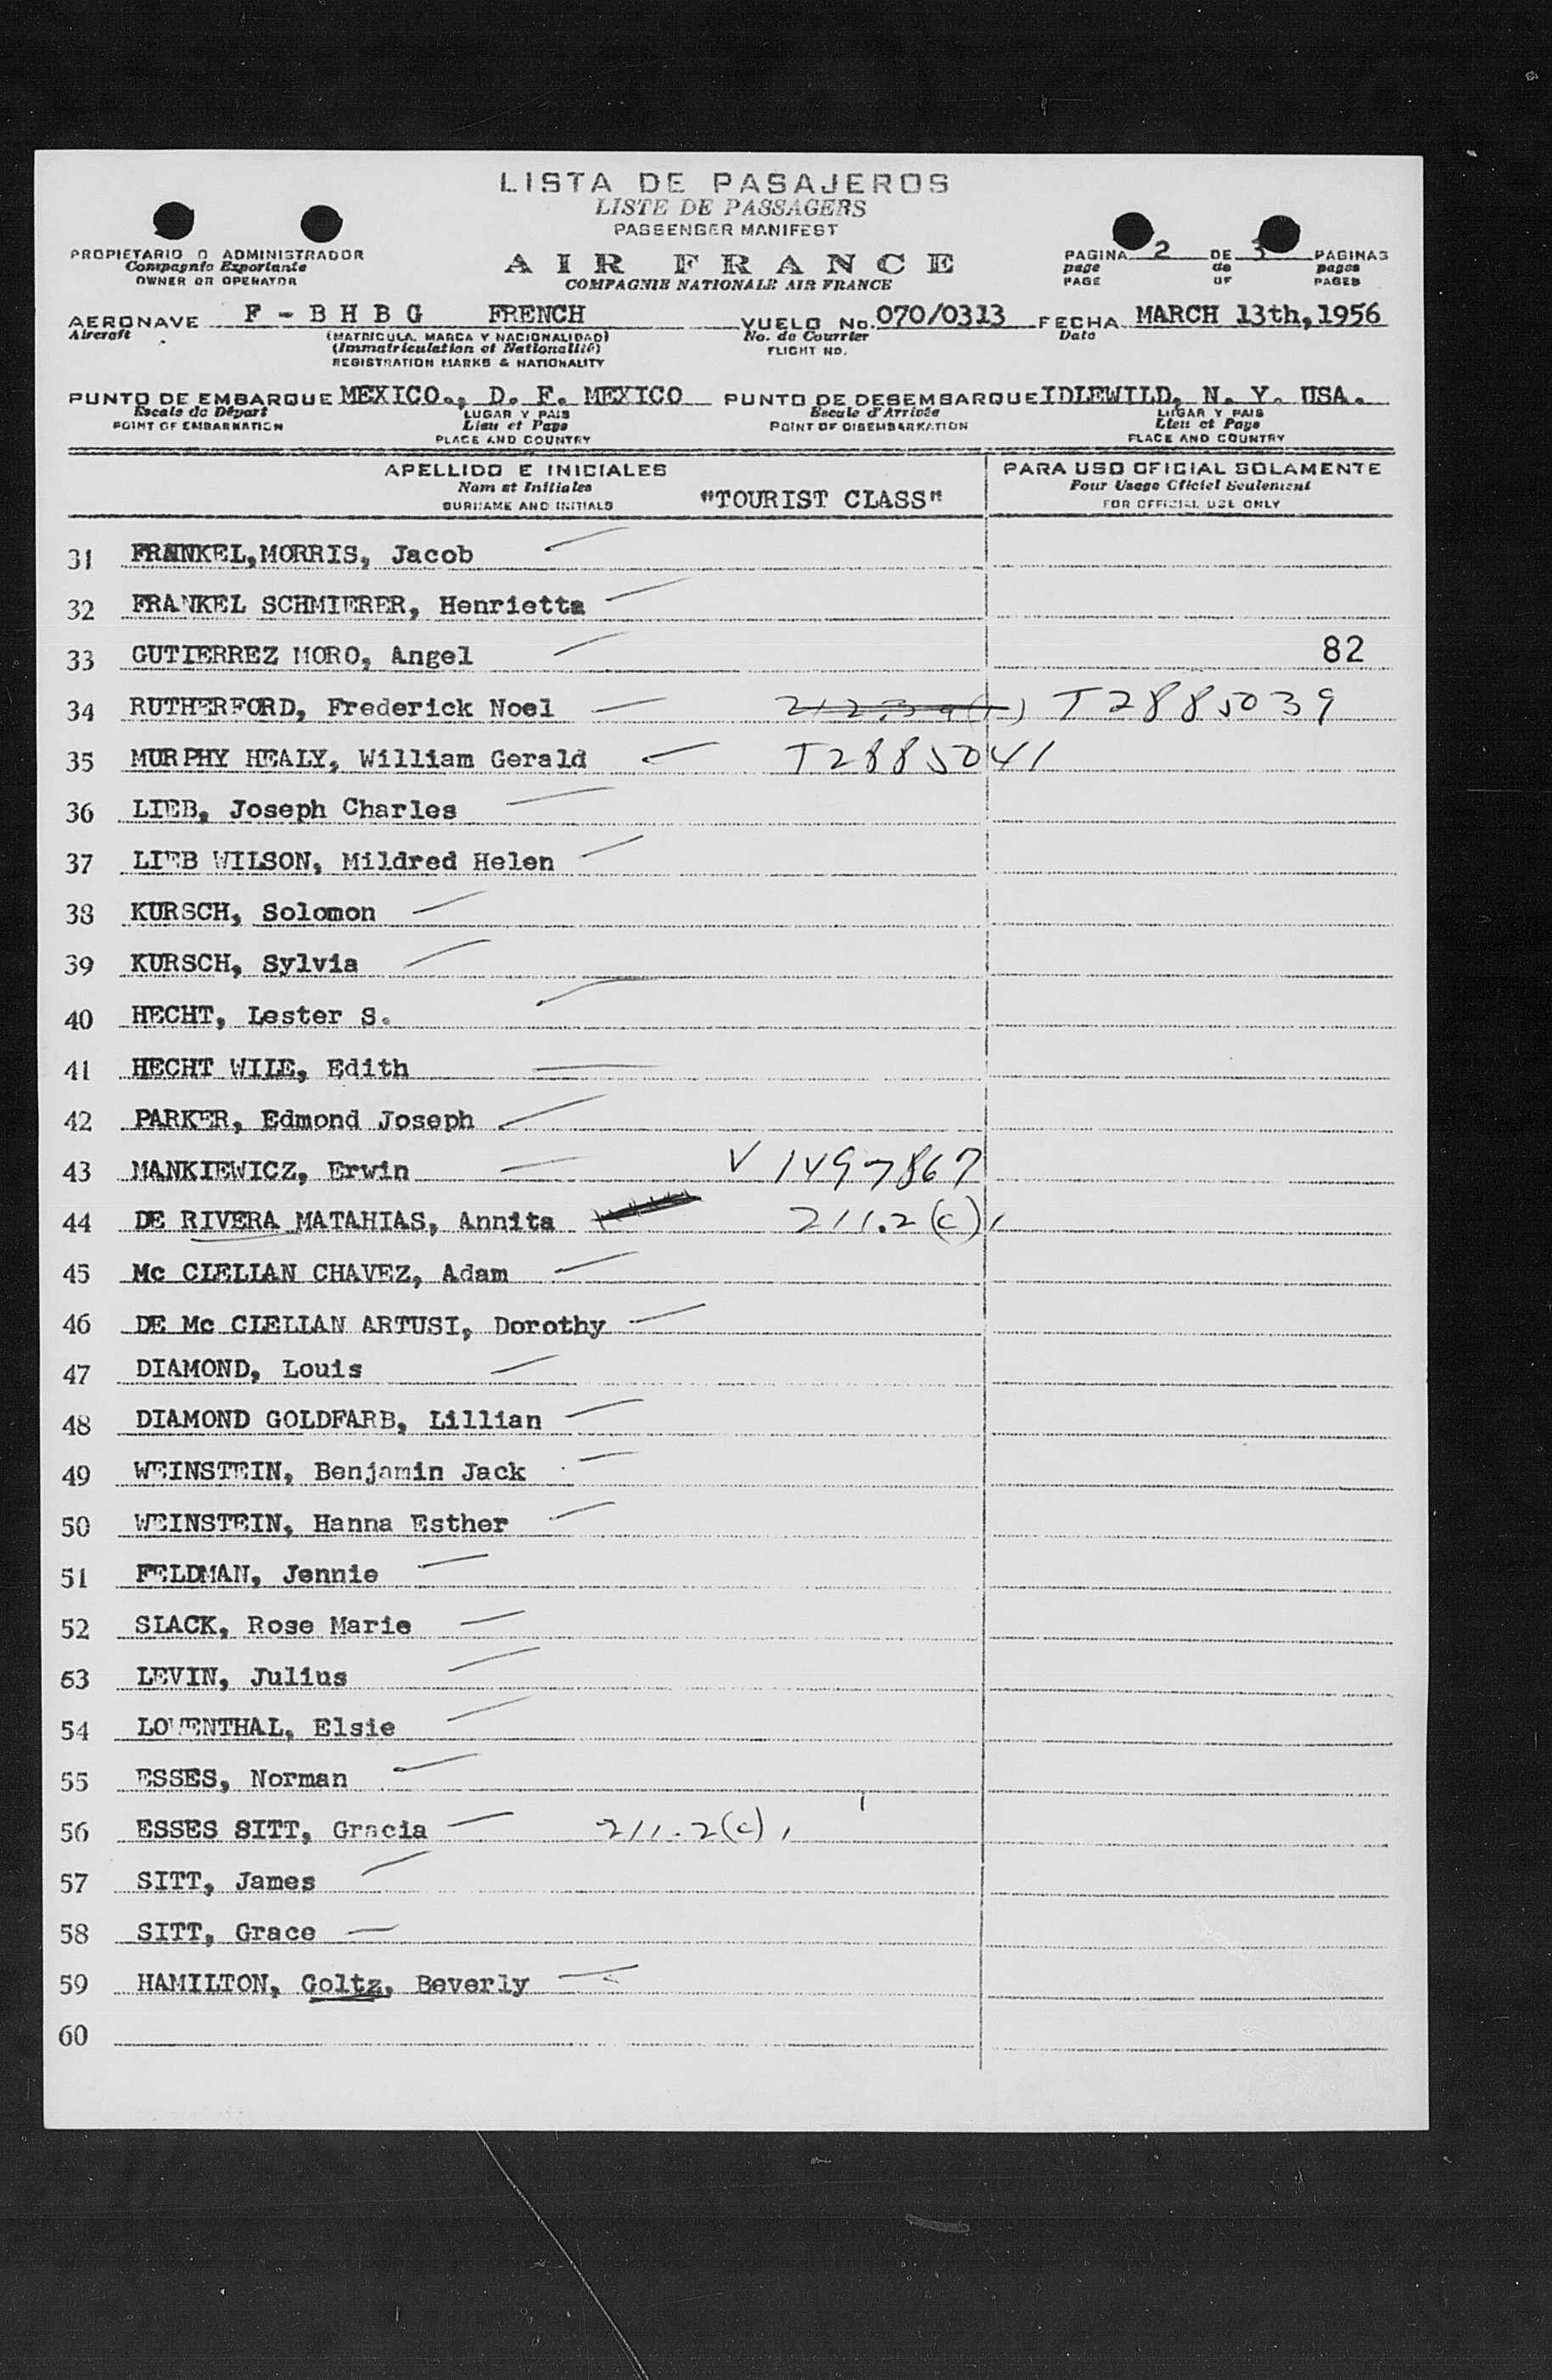 LISTA DE PASAJEROS
LISTE DE PASSAGERS
PASSENGER MANIFEST
PROPIETARIO O ADMINISTRADOR
Compagnie Exportante
OWNER OR OPERATOR
AIR FRANCE
COMPAGNIE NATIONALE AIR FRANCE
PAGINA 2 DE 3 PAGINAS
page de pages
PAGE OF PAGES
AERONAVE F - B H B G FRENCH VUELO No. 070/0313 FECHA MARCH 13th, 1956
Aircraft (MATRICULA, MARCA Y NACIONALIDAD) No. de Courrier Date
(Immatriculation et Nationalité) FLIGHT NO.
REGISTRATION MARKS & NATIONALITY
PUNTO DE EMBARQUE MEXICO., D. F. MEXICO PUNTO DE DESEMBARQUE IDLEWILD, N. Y. USA.
Escale de Départ LUGAR Y PAIS Escale d'Arrivée LUGAR Y PAIS
POINT OF EMBARKATION Lieu et Pays POINT OF DISEMBARKATION Lieu et Pays
PLACE AND COUNTRY PLACE AND COUNTRY
APELLIDO E INICIALES PARA USO OFICIAL SOLAMENTE
Nom et Initiales Pour Usage Officiel Seulement
SURNAME AND INITIALS "TOURIST CLASS" FOR OFFICIAL USE ONLY
31 FRANKEL, MORRIS, Jacob
32 FRANKEL SCHMIERER, Henrietta
33 GUTIERREZ MORO, Angel 82
34 RUTHERFORD, Frederick Noel T2885039
35 MURPHY HEALY, William Gerald T2885041
36 LIEB, Joseph Charles
37 LIEB WILSON, Mildred Helen
38 KURSCH, Solomon
39 KURSCH, Sylvia
40 HECHT, Lester S.
41 HECHT WILE, Edith
42 PARKER, Edmond Joseph
43 MANKIEWICZ, Erwin V 1497867
44 DE RIVERA MATAHIAS, Annita 211.2(c)1
45 Mc CLELLAN CHAVEZ, Adam
46 DE Mc CLELLAN ARTUSI, Dorothy
47 DIAMOND, Louis
48 DIAMOND GOLDFARB, Lillian
49 WEINSTEIN, Benjamin Jack
50 WEINSTEIN, Hanna Esther
51 FELDMAN, Jennie
52 SLACK, Rose Marie
53 LEVIN, Julius
54 LOWENTHAL, Elsie
55 ESSES, Norman
56 ESSES SITT, Gracia 211.2(c)1
57 SITT, James
58 SITT, Grace
59 HAMILTON, Goltz, Beverly
60